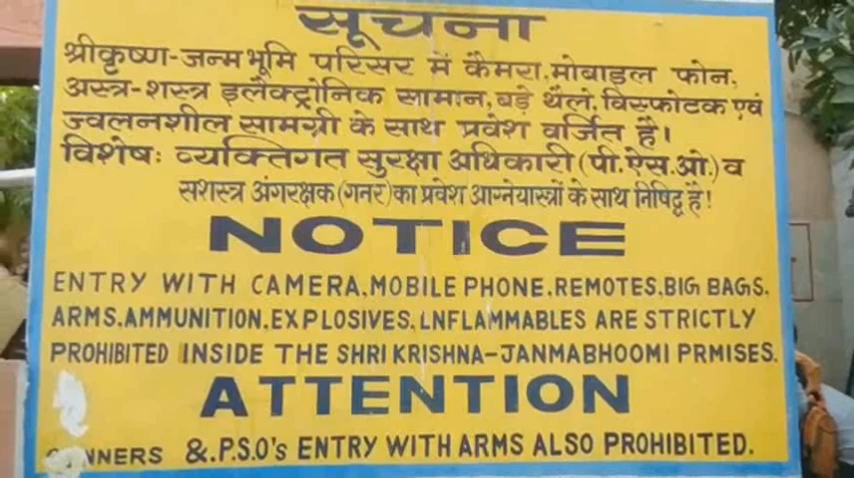 सूचना
श्रीकृष्ण-जन्मभूमि परिसर में कैमरा,मोबाइल फोन,
अस्त्र-शस्त्र इलैक्ट्रोनिक सामान,बड़े थैले,विस्फोटक एवं
ज्वलनशील सामग्री के साथ प्रवेश वर्जित है।
विशेषः व्यक्तिगत सुरक्षा अधिकारी(पी.ऐस.ओ.) व
सशस्त्र अंगरक्षक(गनर) का प्रवेश आग्नेयास्त्रों के साथ निषिद्ध है!
NOTICE
ENTRY WITH CAMERA,MOBILE PHONE,REMOTES,BIG BAGS.
ARMS.AMMUNITION.EXPLOSIVES,LNFLAMMABLES ARE STRICTLY
PROHIBITED INSIDE THE SHRI KRISHNA-JANMABHOOMI PRMISES.
ATTENTION
&.P.S.O's ENTRY WITH ARMS ALSO PROHIBITED.